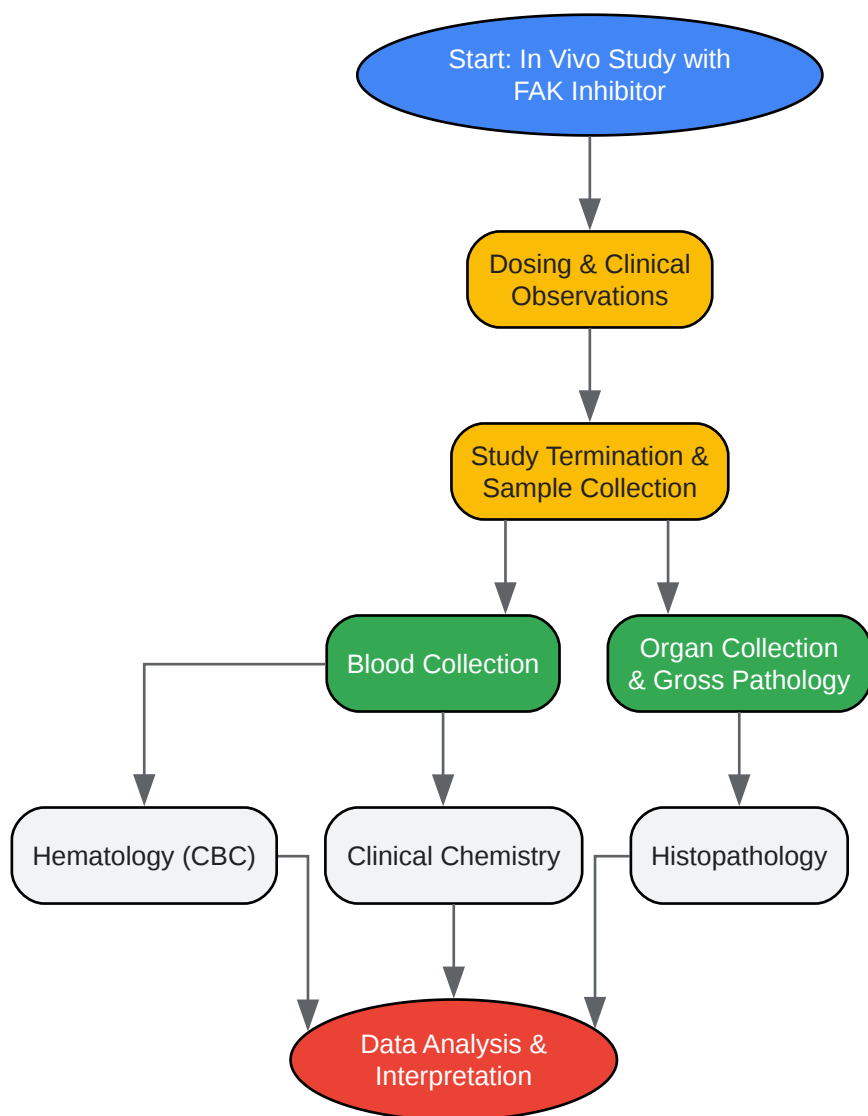 Start: In Vivo Study with
FAK Inhibitor
Dosing & Clinical
Observations
Study Termination &
Sample Collection
Blood Collection
Organ Collection
& Gross Pathology
Hematology (CBC)
Clinical Chemistry
Histopathology
Data Analysis &
Interpretation